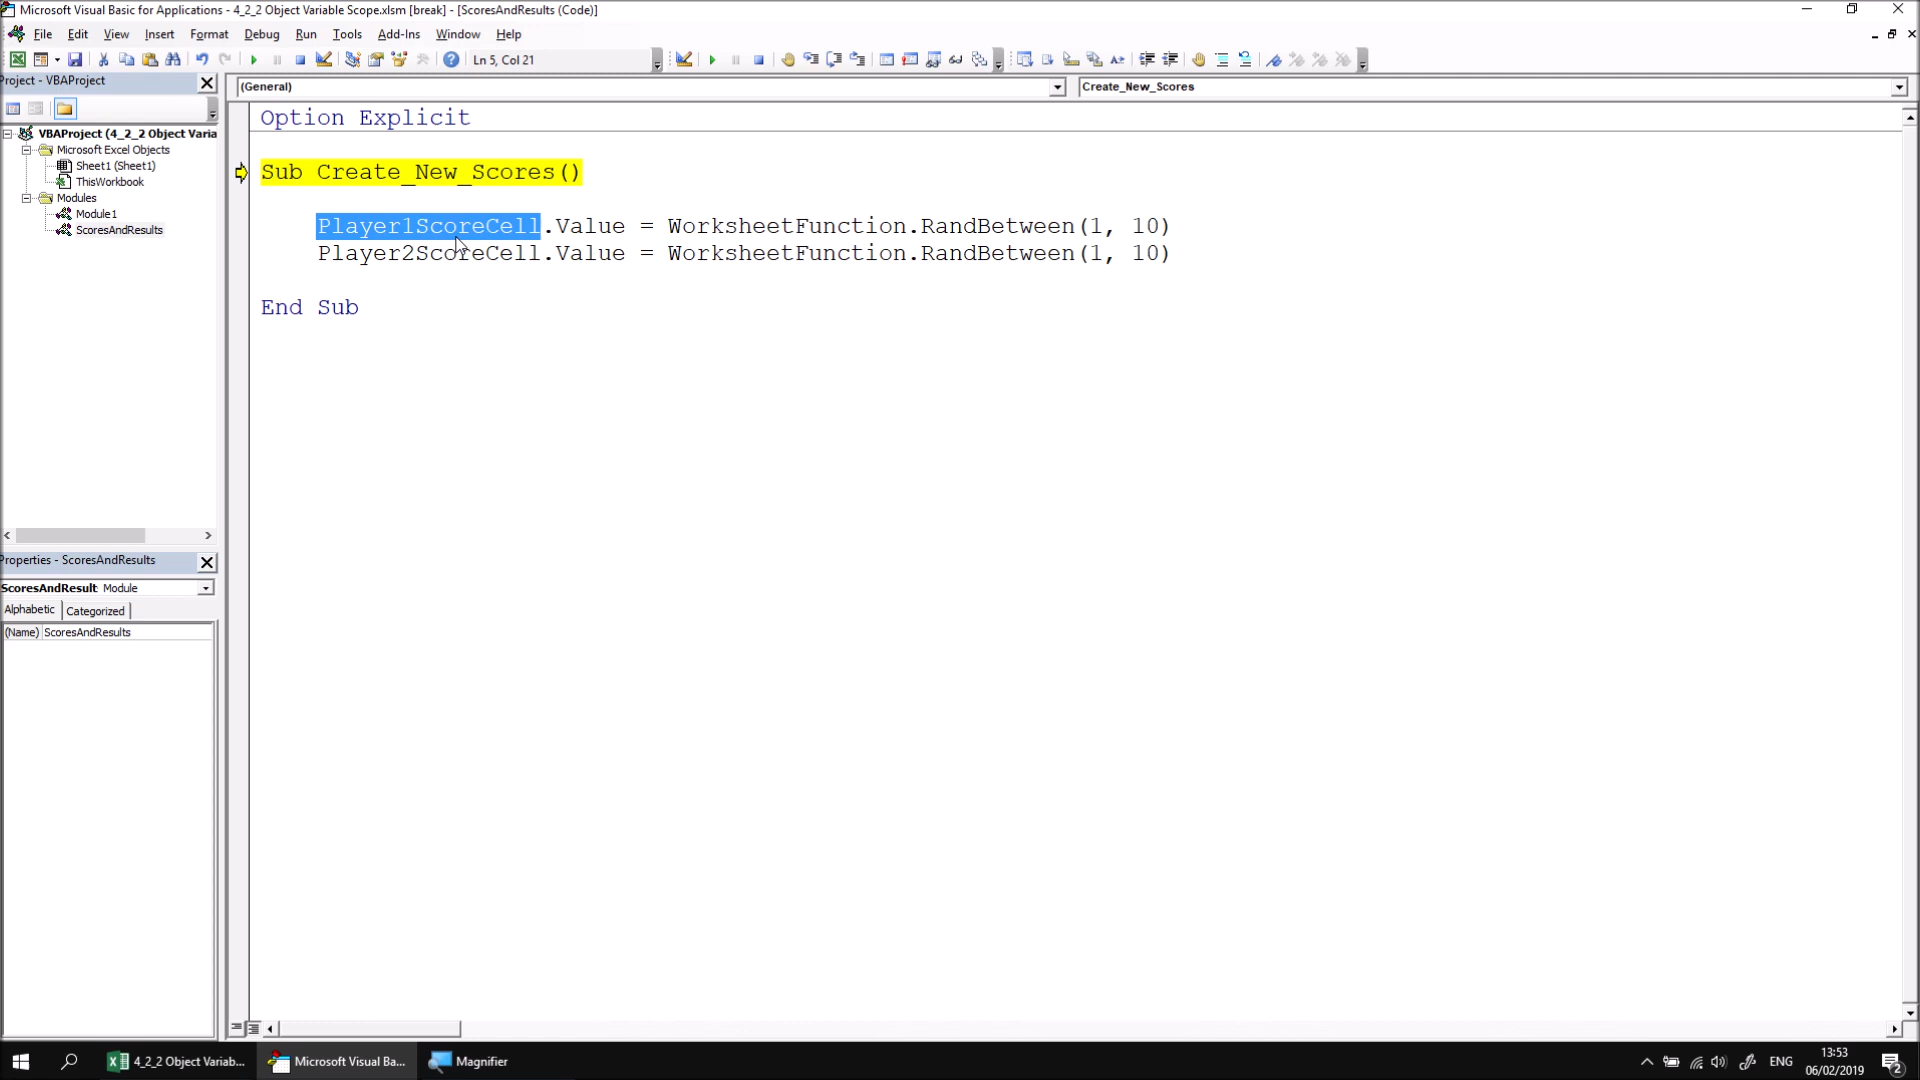 Microsoft Visual Basic for Applications - 4_2_2 Object Variable Scope.xlsm [break] - [ScoresAndResults (Code)]
File Edit View Insert Format Debug Run Tools Add-Ins Window Help
Ln 5, Col 21
Project - VBAProject
(General)
Create_New_Scores
VBAProject (4_2_2 Object Varia
Microsoft Excel Objects
Sheet1 (Sheet1)
ThisWorkbook
Modules
Module1
ScoresAndResults
Option Explicit
Sub Create_New_Scores()
Player1ScoreCell.Value = WorksheetFunction.RandBetween(1, 10)
Player2ScoreCell.Value = WorksheetFunction.RandBetween(1, 10)
End Sub
Properties - ScoresAndResults
ScoresAndResult Module
Alphabetic Categorized
(Name) ScoresAndResults
4_2_2 Object Variab...
Microsoft Visual Ba...
Magnifier
ENG
13:53
06/02/2019
2